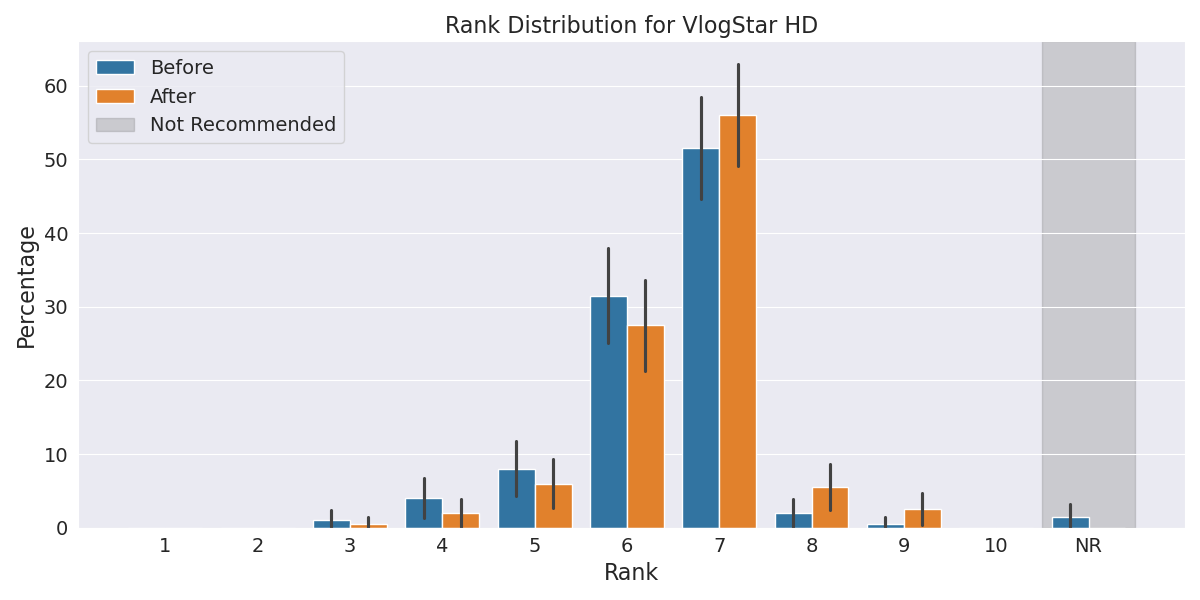 Rank Distribution for VlogStar HD
Before
After
Not Recommended
Percentage
60
50
40
30
20
10
0
1 2 3 4 5 6 7 8 9 10 NR
Rank